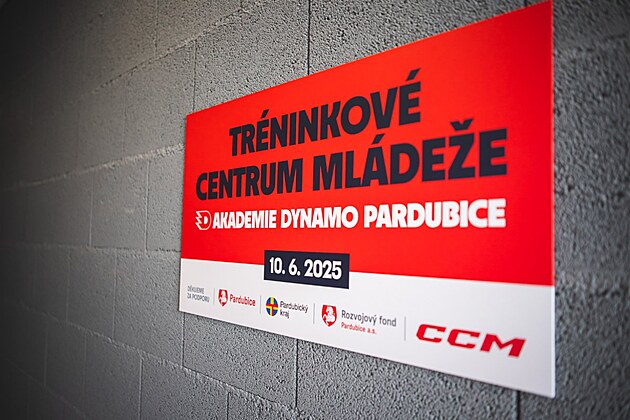 TRÉNINKOVÉ
CENTRUM MLÁDEŽE
AKADEMIE DYNAMO PARDUBICE
10. 6. 2025
DĚKUJEME
ZA PODPORU
Pardubice
Pardubický
kraj
Rozvojový fond
Pardubice a.s.
CCM